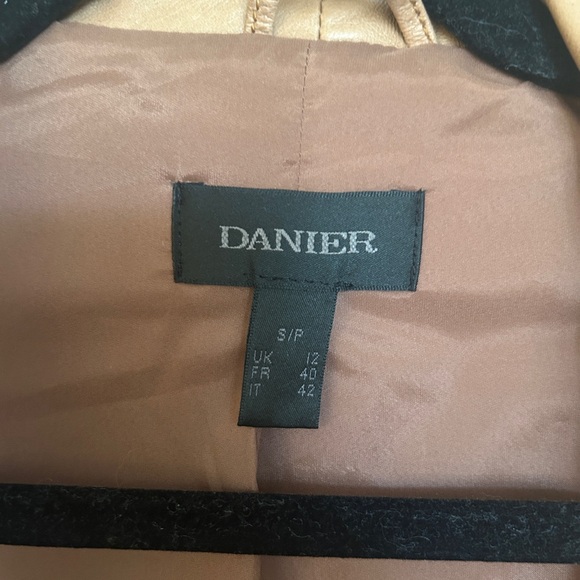 DANIER
S/P
UK 12
FR 40
IT 42